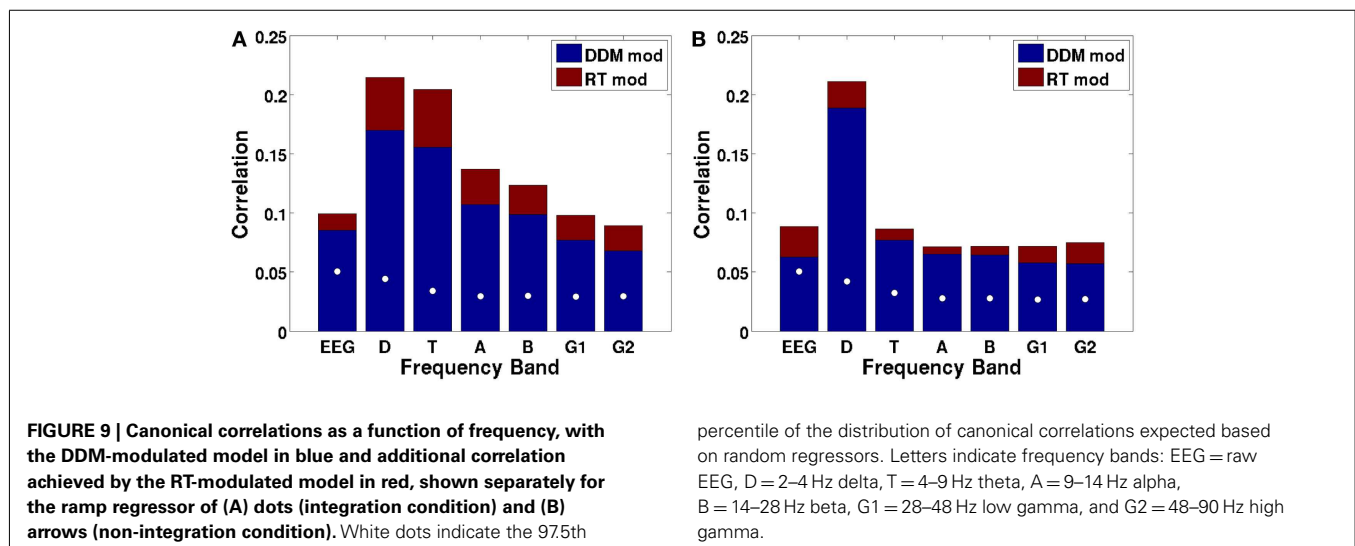 A
B
0.25
0.2
0.15
0.1
0.05
0
Correlation
DDM mod
RT mod
EEG D T A B G1 G2
Frequency Band
0.25
0.2
0.15
0.1
0.05
0
Correlation
DDM mod
RT mod
EEG D T A B G1 G2
Frequency Band
FIGURE 9 | Canonical correlations as a function of frequency, with
the DDM-modulated model in blue and additional correlation
achieved by the RT-modulated model in red, shown separately for
the ramp regressor of (A) dots (integration condition) and (B)
arrows (non-integration condition). White dots indicate the 97.5th
percentile of the distribution of canonical correlations expected based
on random regressors. Letters indicate frequency bands: EEG = raw
EEG, D = 2–4 Hz delta, T = 4–9 Hz theta, A = 9–14 Hz alpha,
B = 14–28 Hz beta, G1 = 28–48 Hz low gamma, and G2 = 48–90 Hz high
gamma.